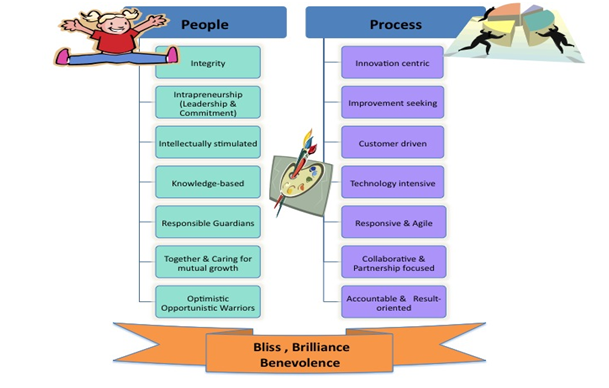 People
Integrity
Intrapreneurship
(Leadership &
Commitment)
Intellectually stimulated
Knowledge-based
Responsible Guardians
Together & Caring for
mutual growth
Optimistic
Opportunistic Warriors
Process
Innovation centric
Improvement seeking
Customer driven
Technology intensive
Responsive & Agile
Collaborative &
Partnership focused
Accountable & Result-
oriented
Bliss , Brilliance
Benevolence